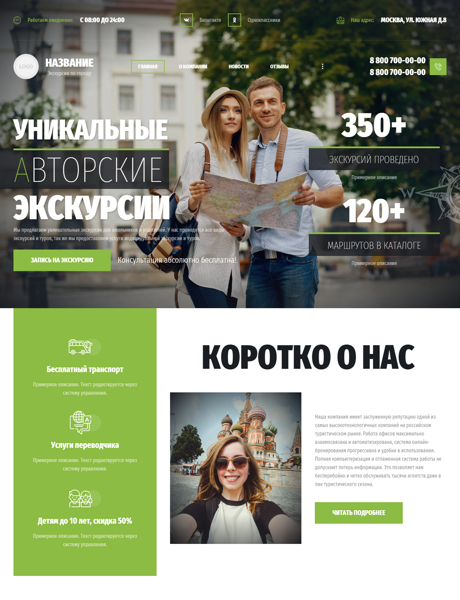 Работаем ежедневно: С 08:00 ДО 24:00
Вконтакте
Одноклассники
Наш адрес: МОСКВА, УЛ. ЮЖНАЯ Д.8
LOGO
НАЗВАНИЕ
Экскурсии по городу
ГЛАВНАЯ
О КОМПАНИИ
НОВОСТИ
ОТЗЫВЫ
8 800 700-00-00
8 800 700-00-00
УНИКАЛЬНЫЕ
АВТОРСКИЕ
ЭКСКУРСИИ
Мы предлагаем увлекательные экскурсии для школьников и родителей. У нас проводятся все виды
экскурсий и туров, так же мы предоставляем услуги индивидуальных экскурсий и туров.
ЗАПИСЬ НА ЭКСКУРСИЮ
Консультация абсолютно бесплатна!
350+
ЭКСКУРСИЙ ПРОВЕДЕНО
Примерное описание
120+
МАРШРУТОВ В КАТАЛОГЕ
Примерное описание
Бесплатный транспорт
Примерное описание. Текст редактируется через
систему управления.
Услуги переводчика
Примерное описание. Текст редактируется через
систему управления.
Детям до 10 лет, скидка 50%
Примерное описание. Текст редактируется через
систему управления.
КОРОТКО О НАС
Наша компания имеет заслуженную репутацию одной из
самых высокотехнологичных компаний на российском
туристическом рынке. Работа офисов максимально
взаимосвязана и автоматизирована, система онлайн-
бронирования прогрессивна и удобна в использовании.
Полная компьютеризация и отлаженная система работы не
допускают потерь информации. Это позволяет нам
бесперебойно и четко обслуживать тысячи агентств даже в
пик туристического сезона.
ЧИТАТЬ ПОДРОБНЕЕ